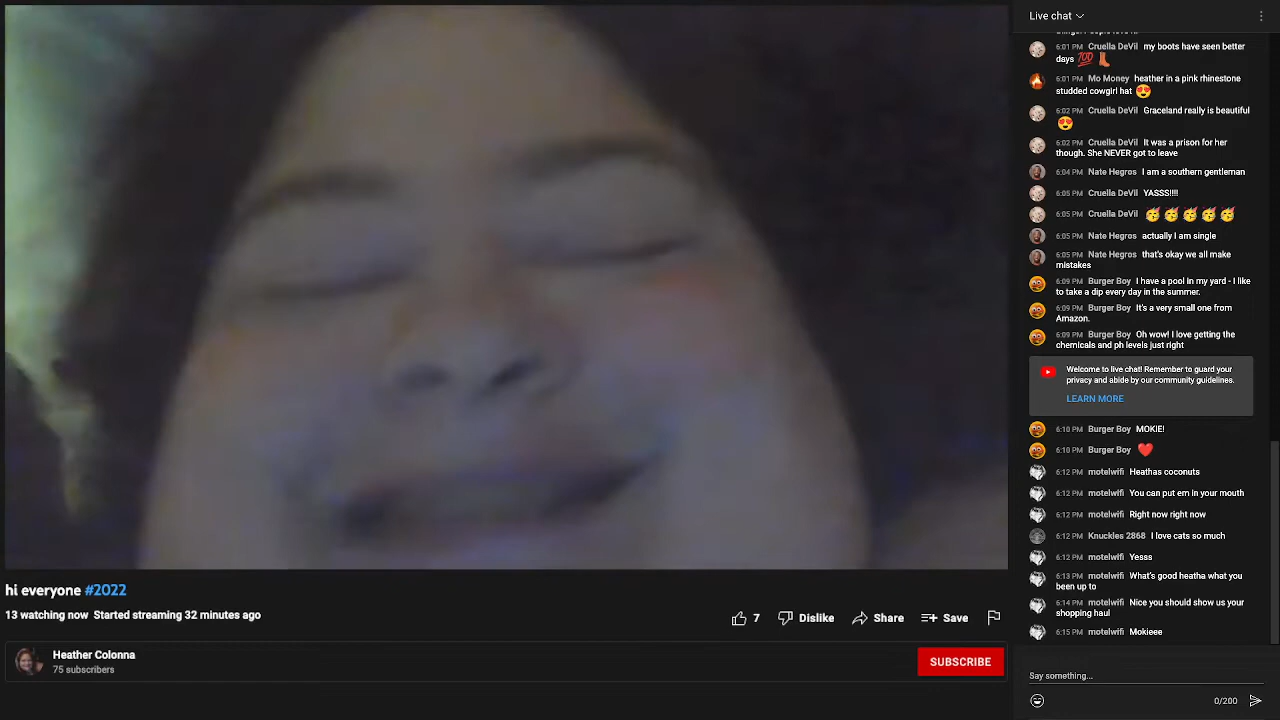 hi everyone #2022
13 watching now Started streaming 32 minutes ago
7 Dislike Share Save
Heather Colonna
75 subscribers
SUBSCRIBE
Live chat
6:01 PM Cruella DeVil my boots have seen better
days 💯 👢
6:01 PM Mo Money heather in a pink rhinestone
studded cowgirl hat 😍
6:02 PM Cruella DeVil Graceland really is beautiful
😍
6:02 PM Cruella DeVil It was a prison for her
though. She NEVER got to leave
6:04 PM Nate Hegros I am a southern gentleman
6:05 PM Cruella DeVil YASSS!!!!
6:05 PM Cruella DeVil 🥳 🥳 🥳 🥳 🥳
6:05 PM Nate Hegros actually I am single
6:05 PM Nate Hegros that's okay we all make
mistakes
6:09 PM Burger Boy I have a pool in my yard - I like
to take a dip every day in the summer.
6:09 PM Burger Boy It's a very small one from
Amazon.
6:09 PM Burger Boy Oh wow! I love getting the
chemicals and ph levels just right
Welcome to live chat! Remember to guard your
privacy and abide by our community guidelines.
LEARN MORE
6:10 PM Burger Boy MOKIE!
6:10 PM Burger Boy ❤️
6:12 PM motelwifi Heathas coconuts
6:12 PM motelwifi You can put em in your mouth
6:12 PM motelwifi Right now right now
6:12 PM Knuckles 2868 I love cats so much
6:12 PM motelwifi Yesss
6:13 PM motelwifi What's good heatha what you
been up to
6:14 PM motelwifi Nice you should show us your
shopping haul
6:15 PM motelwifi Mokieee
Say something...
0/200